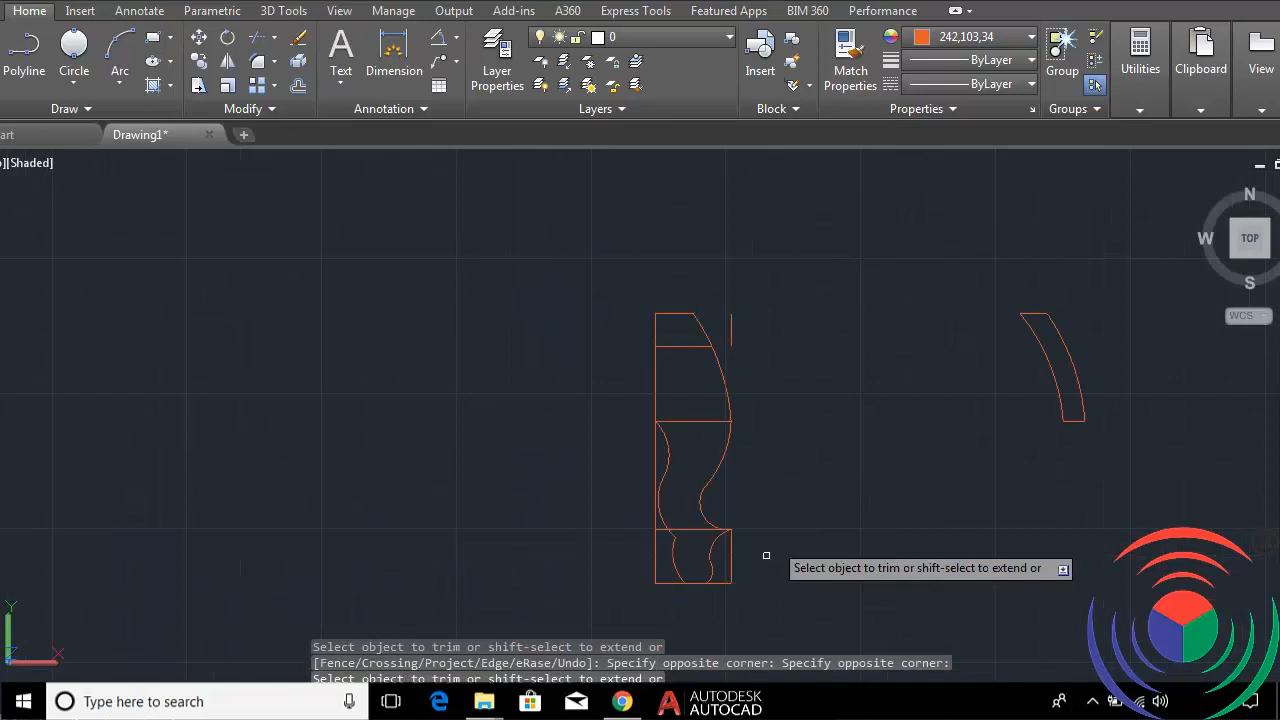 Home Insert Annotate Parametric 3D Tools View Manage Output Add-ins A360 Express Tools Featured Apps BIM 360 Performance
0
242,103,34
ByLayer
ByLayer
Polyline Circle Arc Text Dimension Layer Properties Insert Match Properties Group Utilities Clipboard View
Draw Modify Annotation Layers Block Properties Groups
art Drawing1*
][Shaded]
N
W TOP
S
WCS
Select object to trim or shift-select to extend or
Y
X
Select object to trim or shift-select to extend or
[Fence/Crossing/Project/Edge/eRase/Undo]: Specify opposite corner: Specify opposite corner:
Select object to trim or shift-select to extend or
Type here to search
AUTODESK
AUTOCAD